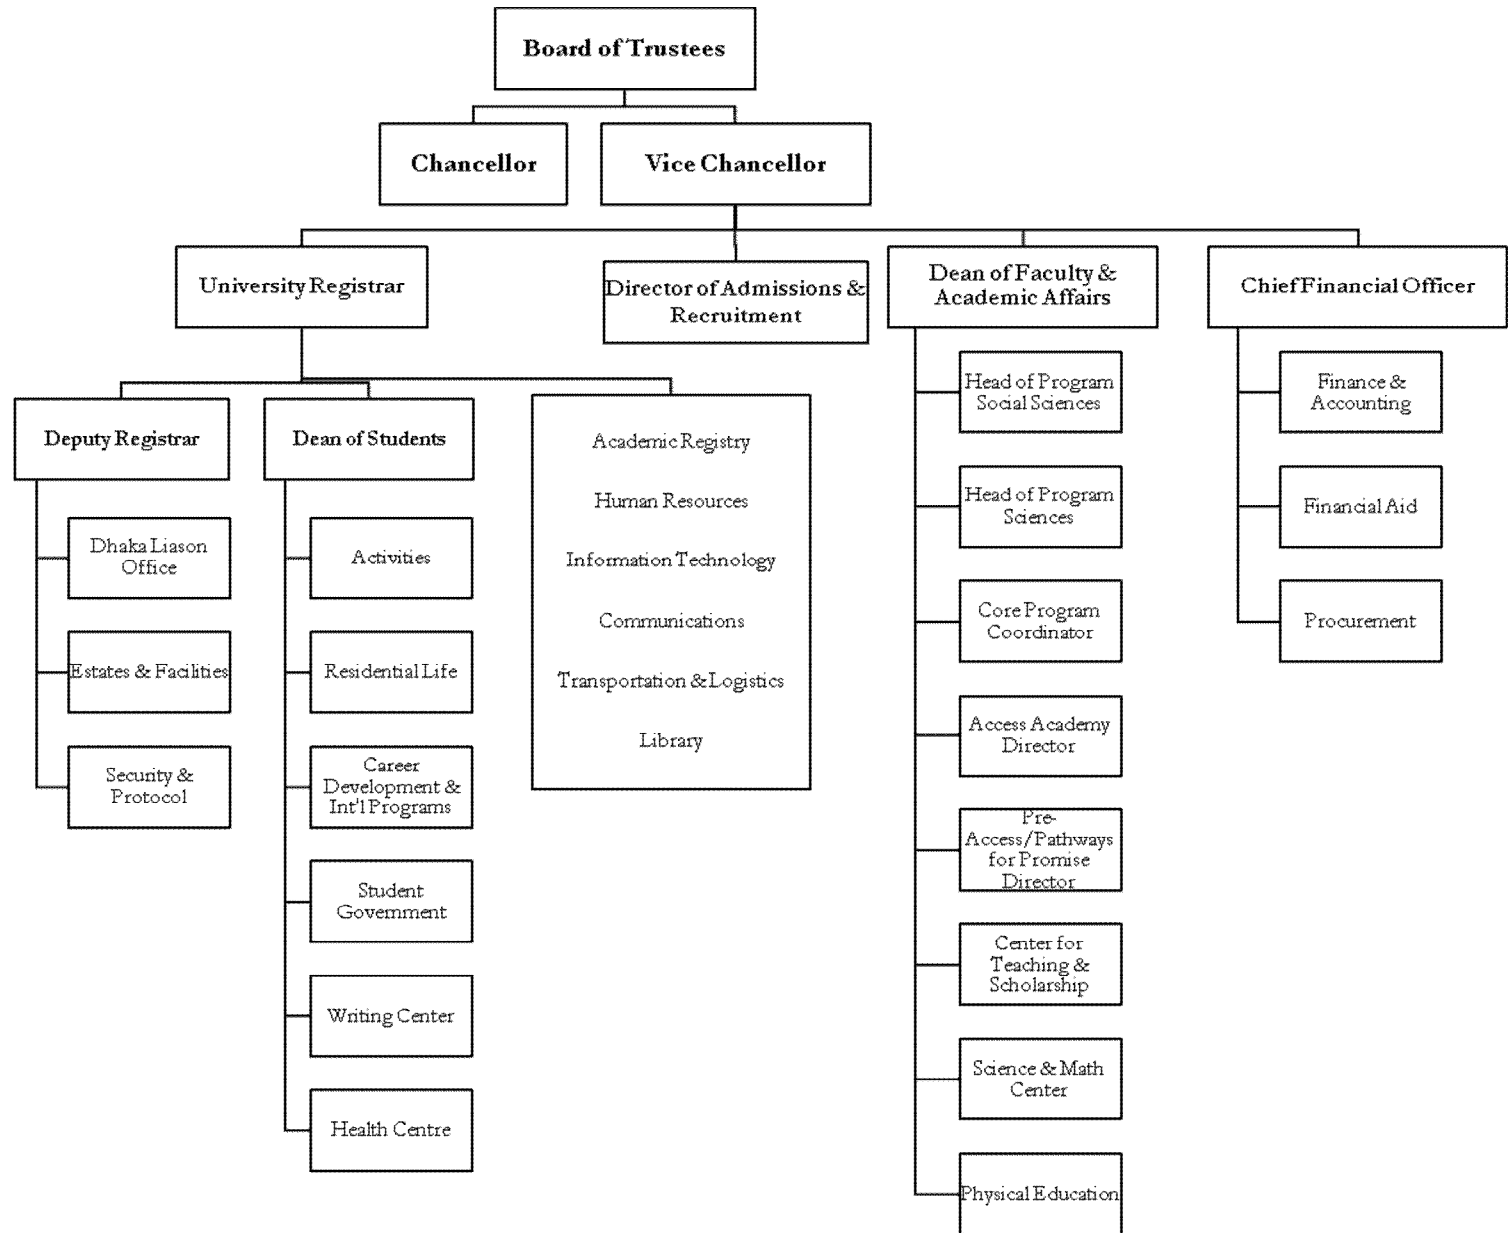 Board of Trustees
Chancellor
Vice Chancellor
University Registrar
Director of Admissions &
Recruitment
Dean of Faculty &
Academic Affairs
Chief Financial Officer
Deputy Registrar
Dhaka Liason
Office
Estates & Facilities
Security &
Protocol
Dean of Students
Activities
Residential Life
Career
Development &
Int'l Programs
Student
Government
Writing Center
Health Centre
Academic Registry
Human Resources
Information Technology
Communications
Transportation & Logistics
Library
Head of Program
Social Sciences
Head of Program
Sciences
Core Program
Coordinator
Access Academy
Director
Pre-
Access/Pathways
for Promise
Director
Center for
Teaching &
Scholarship
Science & Math
Center
Physical Education
Finance &
Accounting
Financial Aid
Procurement